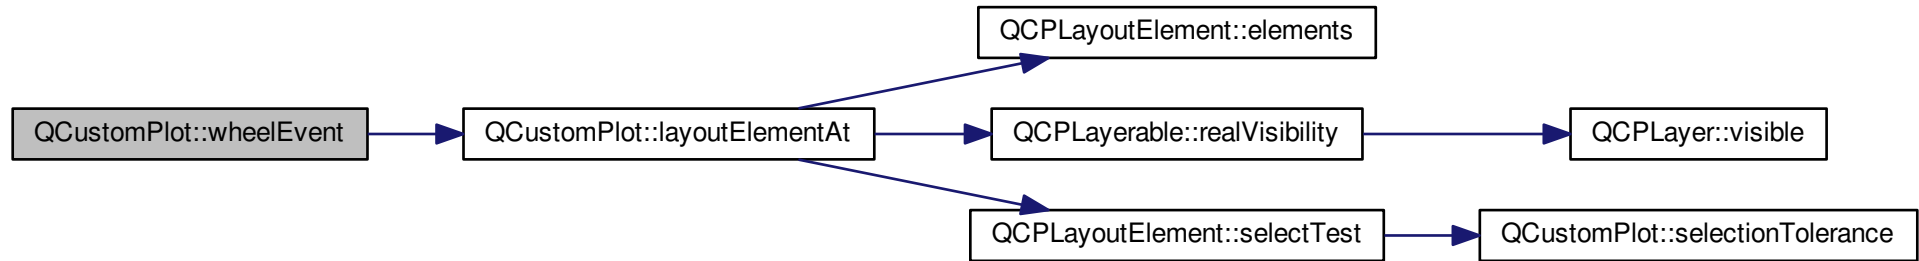 QCPLayoutElement::elements
QCustomPlot::wheelEvent
QCustomPlot::layoutElementAt
QCPLayerable::realVisibility
QCPLayer::visible
QCPLayoutElement::selectTest
QCustomPlot::selectionTolerance